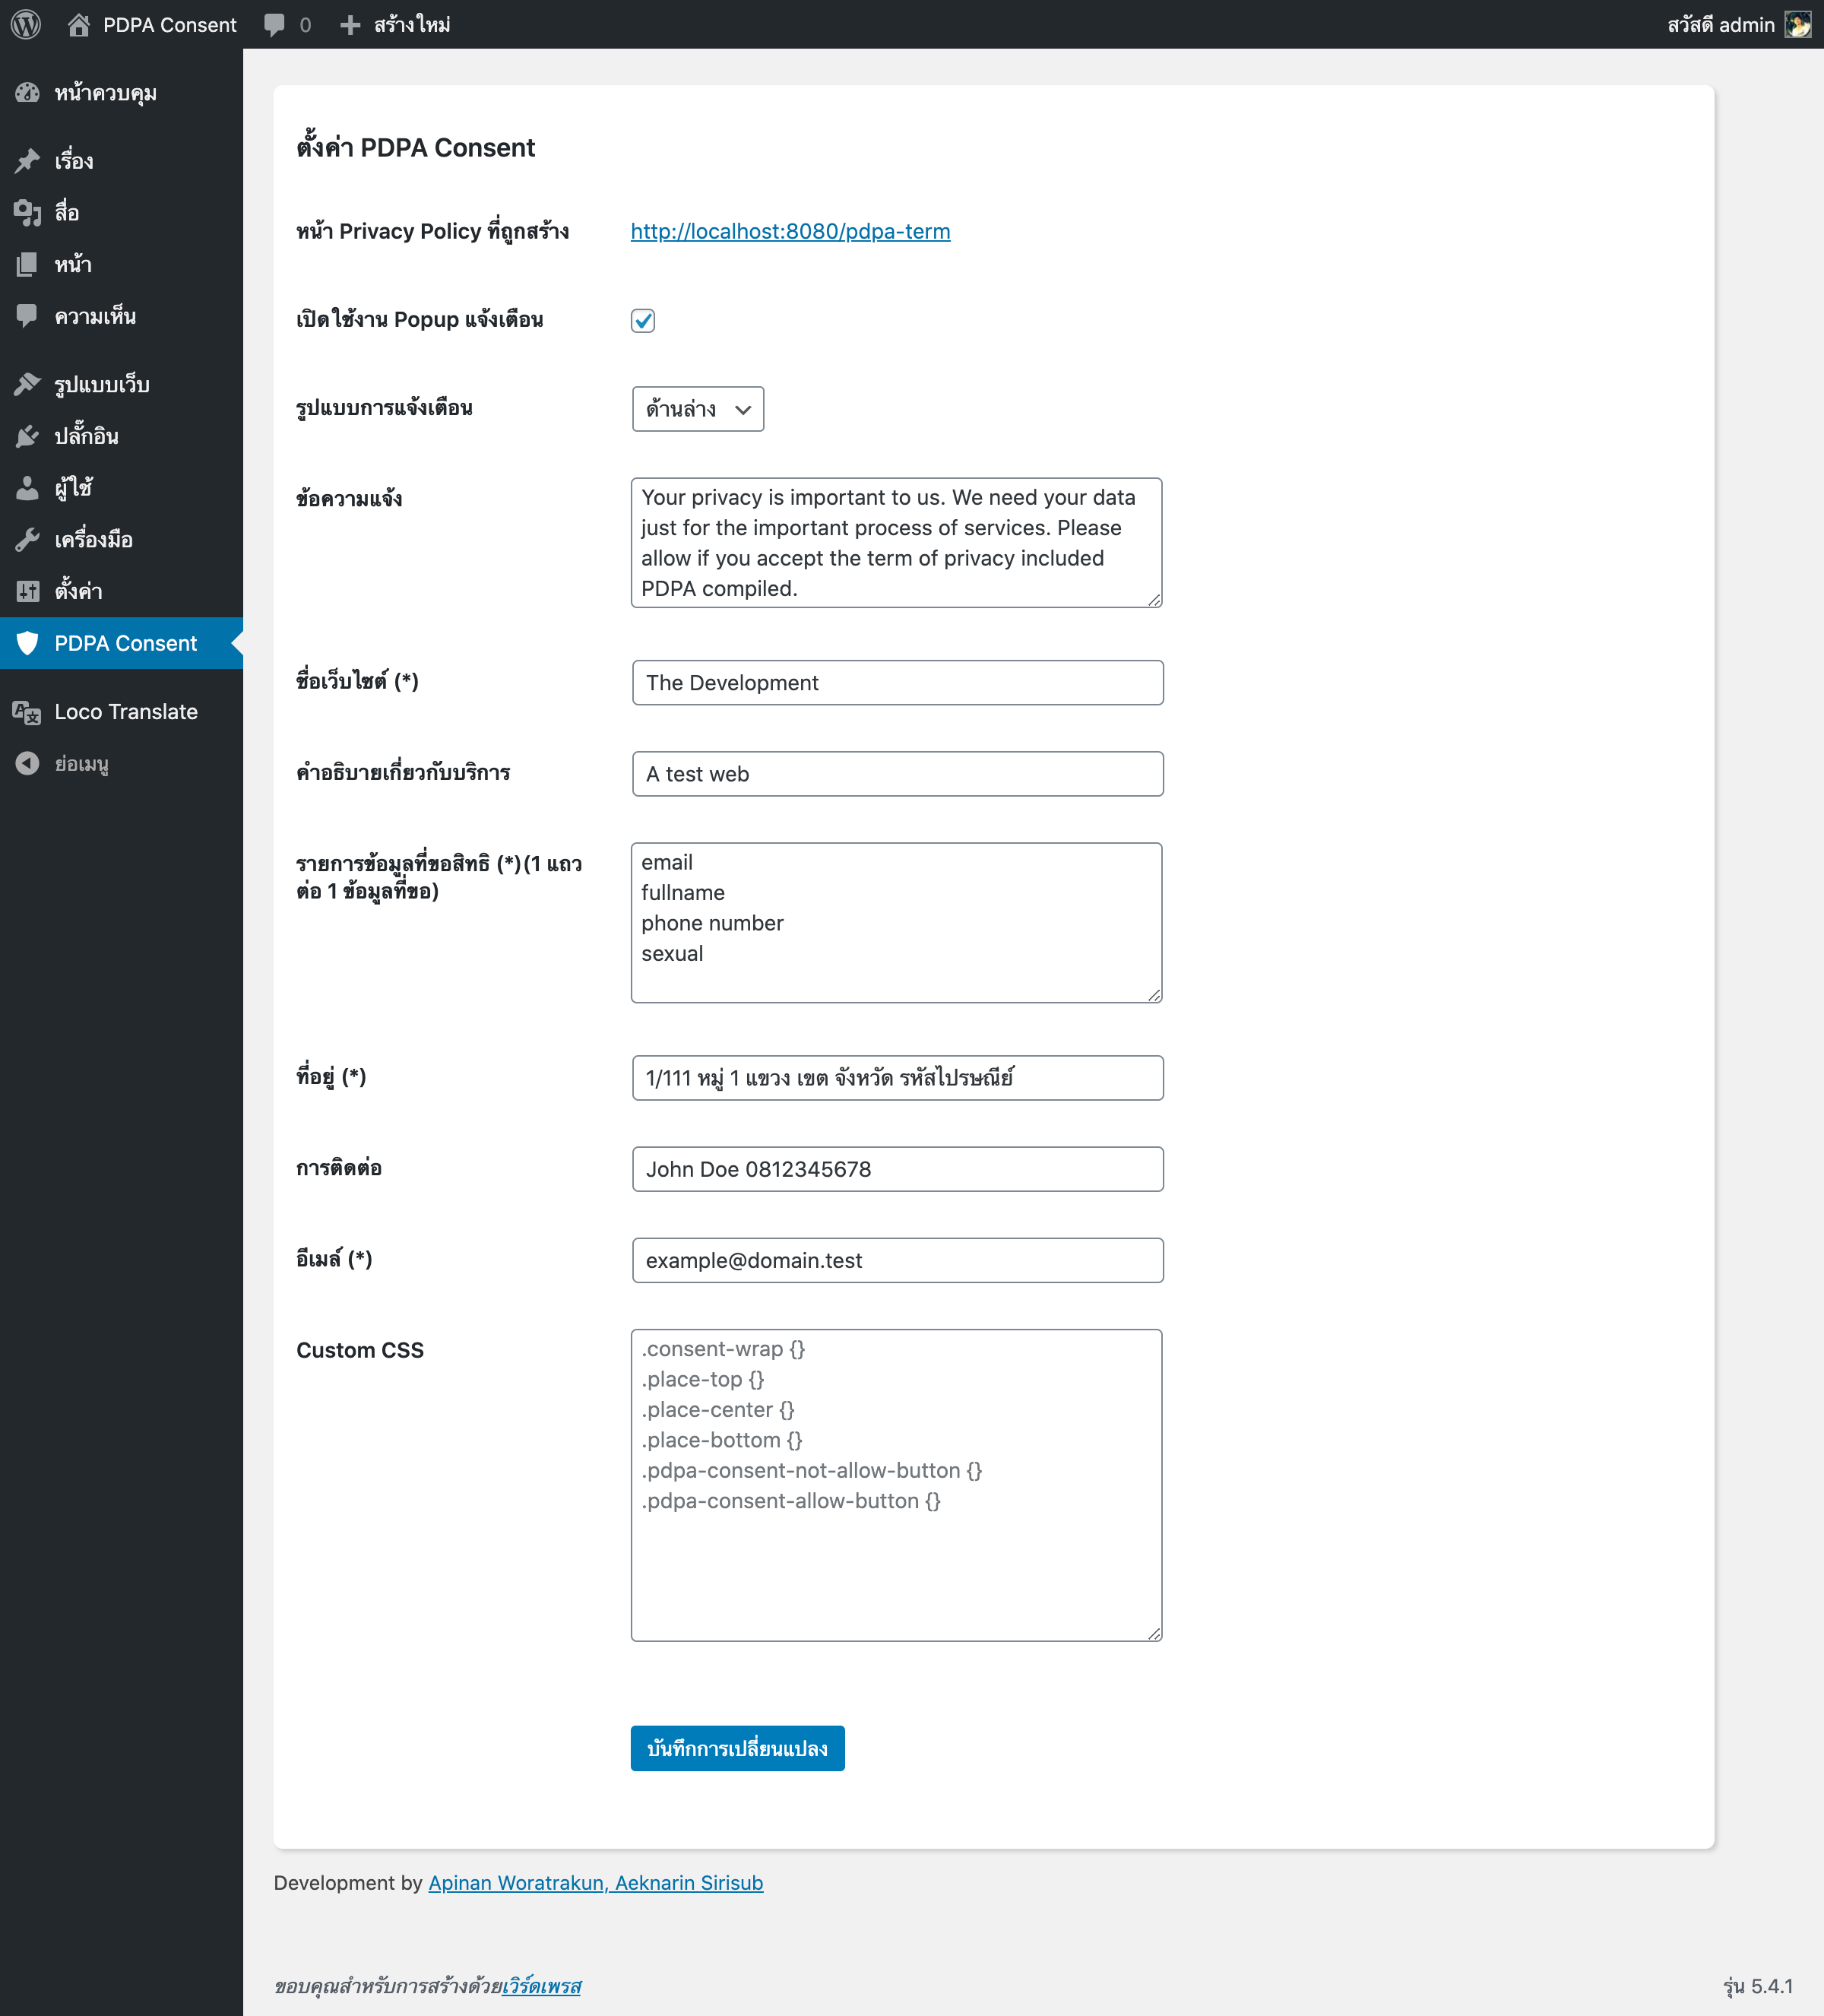 PDPA Consent 0 สร้างใหม่ สวัสดี admin
หน้าควบคุม
เรื่อง
สื่อ
หน้า
ความเห็น
รูปแบบเว็บ
ปลั๊กอิน
ผู้ใช้
เครื่องมือ
ตั้งค่า
PDPA Consent
Loco Translate
ย่อเมนู
ตั้งค่า PDPA Consent
หน้า Privacy Policy ที่ถูกสร้าง http://localhost:8080/pdpa-term
เปิดใช้งาน Popup แจ้งเตือน
รูปแบบการแจ้งเตือน ด้านล่าง
ข้อความแจ้ง
Your privacy is important to us. We need your data
just for the important process of services. Please
allow if you accept the term of privacy included
PDPA compiled.
ชื่อเว็บไซต์ (*) The Development
คำอธิบายเกี่ยวกับบริการ A test web
รายการข้อมูลที่ขอสิทธิ (*)(1 แถว
ต่อ 1 ข้อมูลที่ขอ)
email
fullname
phone number
sexual
ที่อยู่ (*) 1/111 หมู่ 1 แขวง เขต จังหวัด รหัสไปรษณีย์
การติดต่อ John Doe 0812345678
อีเมล์ (*) example@domain.test
Custom CSS
.consent-wrap {}
.place-top {}
.place-center {}
.place-bottom {}
.pdpa-consent-not-allow-button {}
.pdpa-consent-allow-button {}
บันทึกการเปลี่ยนแปลง
Development by Apinan Woratrakun, Aeknarin Sirisub
ขอบคุณสำหรับการสร้างด้วยเวิร์ดเพรส รุ่น 5.4.1